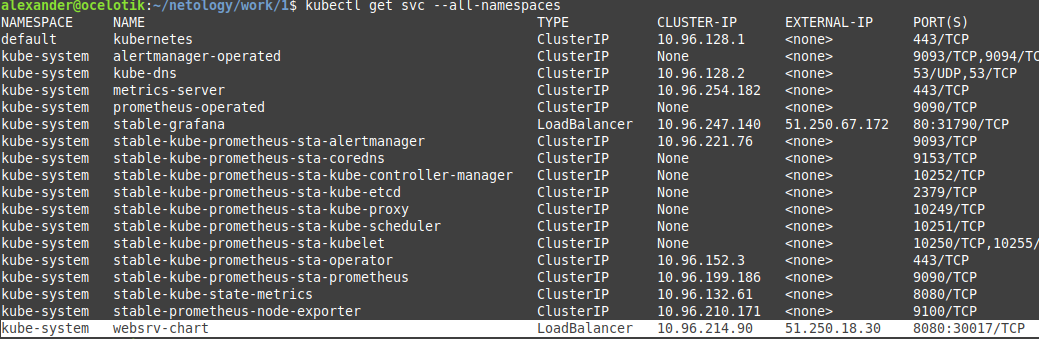 alexander@ocelotik:~/netology/work/1$ kubectl get svc --all-namespaces
NAMESPACE NAME TYPE CLUSTER-IP EXTERNAL-IP PORT(S)
default kubernetes ClusterIP 10.96.128.1 <none> 443/TCP
kube-system alertmanager-operated ClusterIP None <none> 9093/TCP,9094/TC
kube-system kube-dns ClusterIP 10.96.128.2 <none> 53/UDP,53/TCP
kube-system metrics-server ClusterIP 10.96.254.182 <none> 443/TCP
kube-system prometheus-operated ClusterIP None <none> 9090/TCP
kube-system stable-grafana LoadBalancer 10.96.247.140 51.250.67.172 80:31790/TCP
kube-system stable-kube-prometheus-sta-alertmanager ClusterIP 10.96.221.76 <none> 9093/TCP
kube-system stable-kube-prometheus-sta-coredns ClusterIP None <none> 9153/TCP
kube-system stable-kube-prometheus-sta-kube-controller-manager ClusterIP None <none> 10252/TCP
kube-system stable-kube-prometheus-sta-kube-etcd ClusterIP None <none> 2379/TCP
kube-system stable-kube-prometheus-sta-kube-proxy ClusterIP None <none> 10249/TCP
kube-system stable-kube-prometheus-sta-kube-scheduler ClusterIP None <none> 10251/TCP
kube-system stable-kube-prometheus-sta-kubelet ClusterIP None <none> 10250/TCP,10255/
kube-system stable-kube-prometheus-sta-operator ClusterIP 10.96.152.3 <none> 443/TCP
kube-system stable-kube-prometheus-sta-prometheus ClusterIP 10.96.199.186 <none> 9090/TCP
kube-system stable-kube-state-metrics ClusterIP 10.96.132.61 <none> 8080/TCP
kube-system stable-prometheus-node-exporter ClusterIP 10.96.210.171 <none> 9100/TCP
kube-system websrv-chart LoadBalancer 10.96.214.90 51.250.18.30 8080:30017/TCP